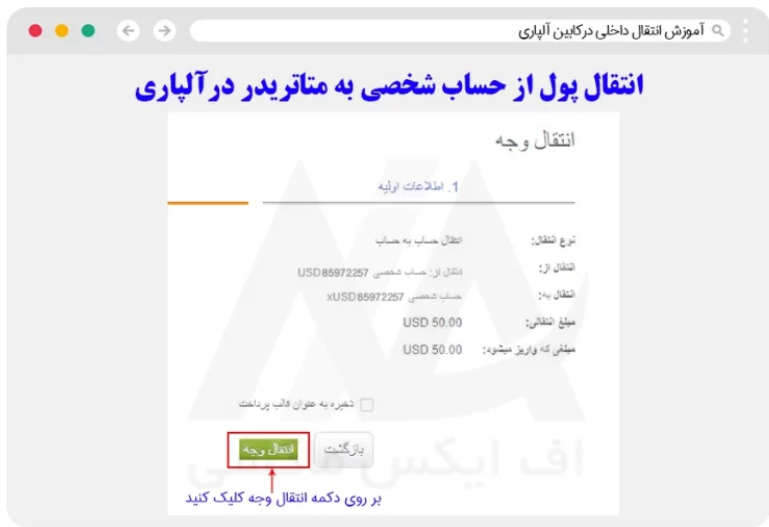 آموزش انتقال داخلی درکابین آلپاری
انتقال پول از حساب شخصی به متاتریدر درآلپاری
انتقال وجه
1. اطلاعات اولیه
نوع انتقال: انتقال حساب به حساب
انتقال از: انتقال از: حساب شخصی USD85972257
انتقال به: حساب شخصی xUSD85972257
مبلغ انتقالی: USD 50.00
مبلغی که واریز میشود: USD 50.00
ذخیره به عنوان قالب پرداخت
بازگشت انتقال وجه
بر روی دکمه انتقال وجه کلیک کنید